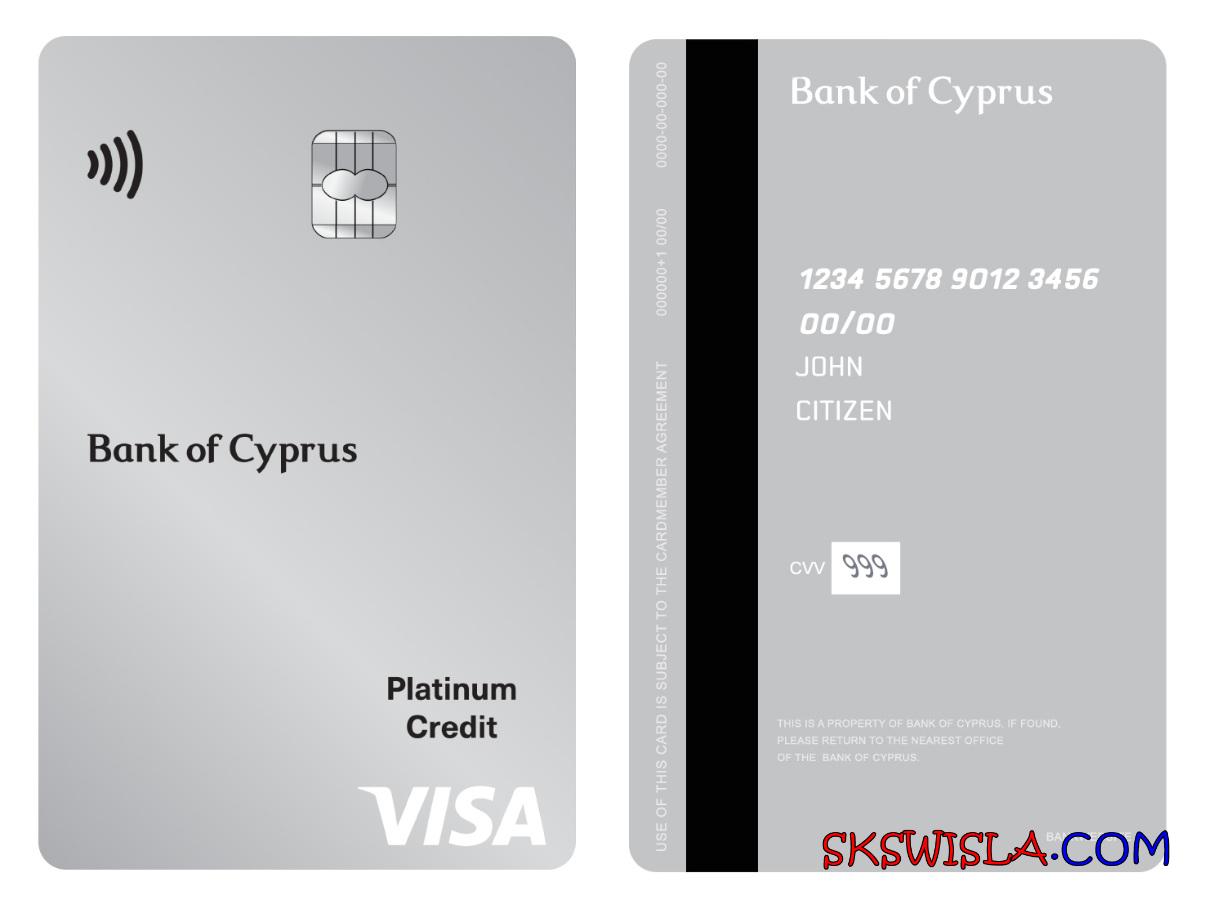 Bank of Cyprus
Platinum
Credit
VISA
0000-00-000-00
000000+1 00/00
USE OF THIS CARD IS SUBJECT TO THE CARDMEMBER AGREEMENT
Bank of Cyprus
1234 5678 9012 3456
00/00
JOHN
CITIZEN
CVV 999
THIS IS A PROPERTY OF BANK OF CYPRUS. IF FOUND,
PLEASE RETURN TO THE NEAREST OFFICE
OF THE BANK OF CYPRUS.
SKSWISLA.COM